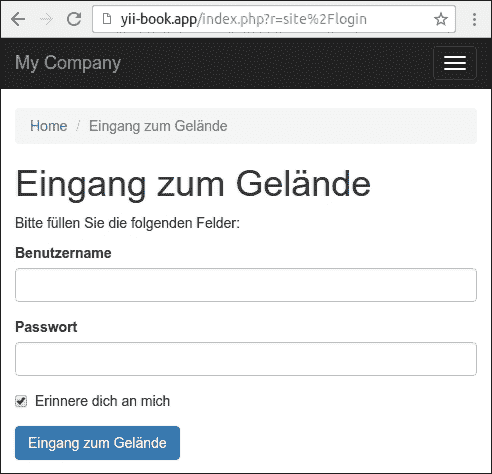 yii-book.app/index.php?r=site%2Flogin
My Company
Home / Eingang zum Gelände
Eingang zum Gelände
Bitte füllen Sie die folgenden Felder:
Benutzername
Passwort
Erinnere dich an mich
Eingang zum Gelände